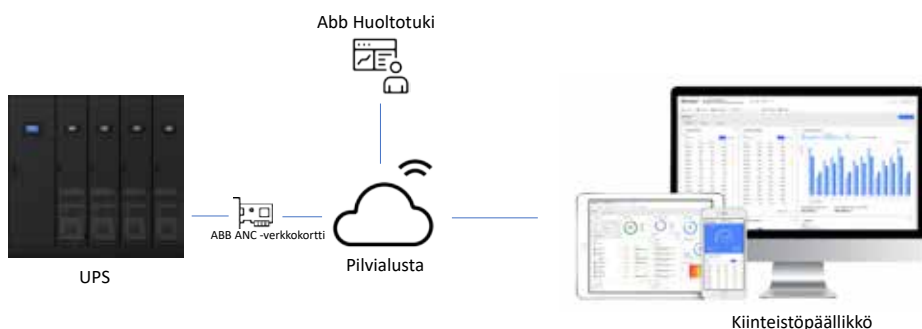 Abb Huoltotuki
ABB ANC -verkkokortti
UPS
Pilvialusta
Kiinteistöpäällikkö